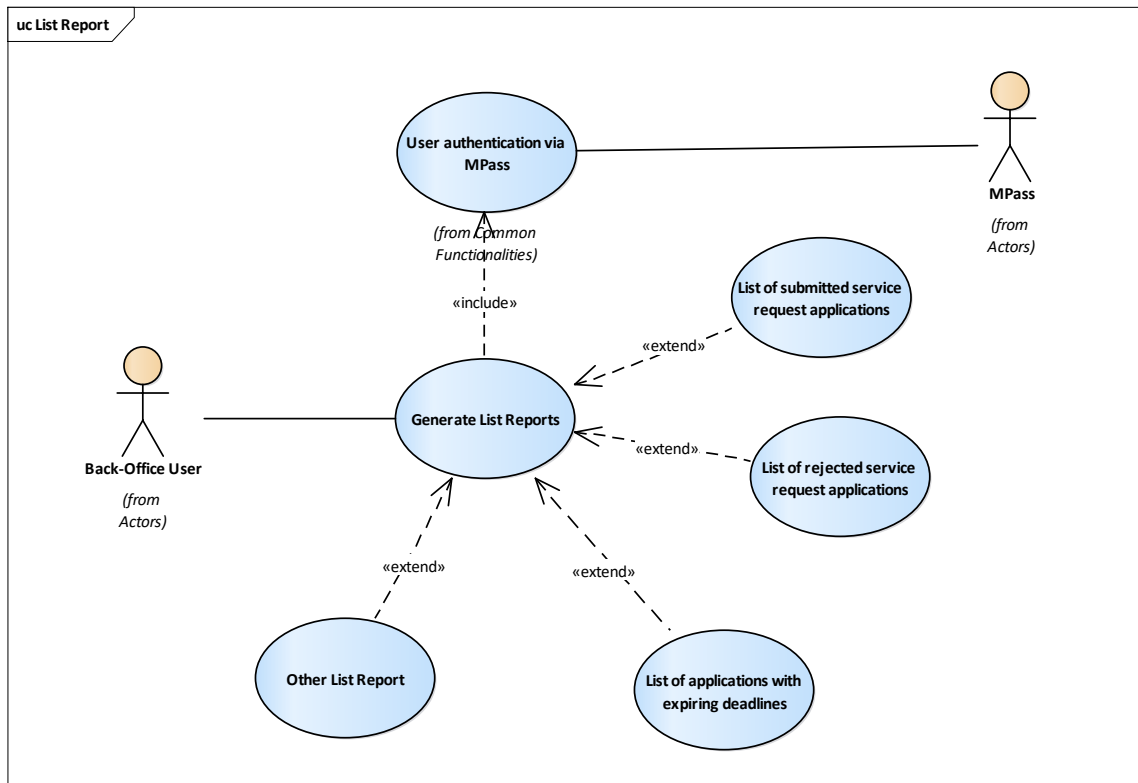 uc List Report
User authentication via
MPass
(from Common
Functionalities)
MPass
(from
Actors)
List of submitted service
request applications
«include»
«extend»
Back-Office User
(from
Actors)
Generate List Reports
«extend»
List of rejected service
request applications
«extend»
«extend»
Other List Report
List of applications with
expiring deadlines